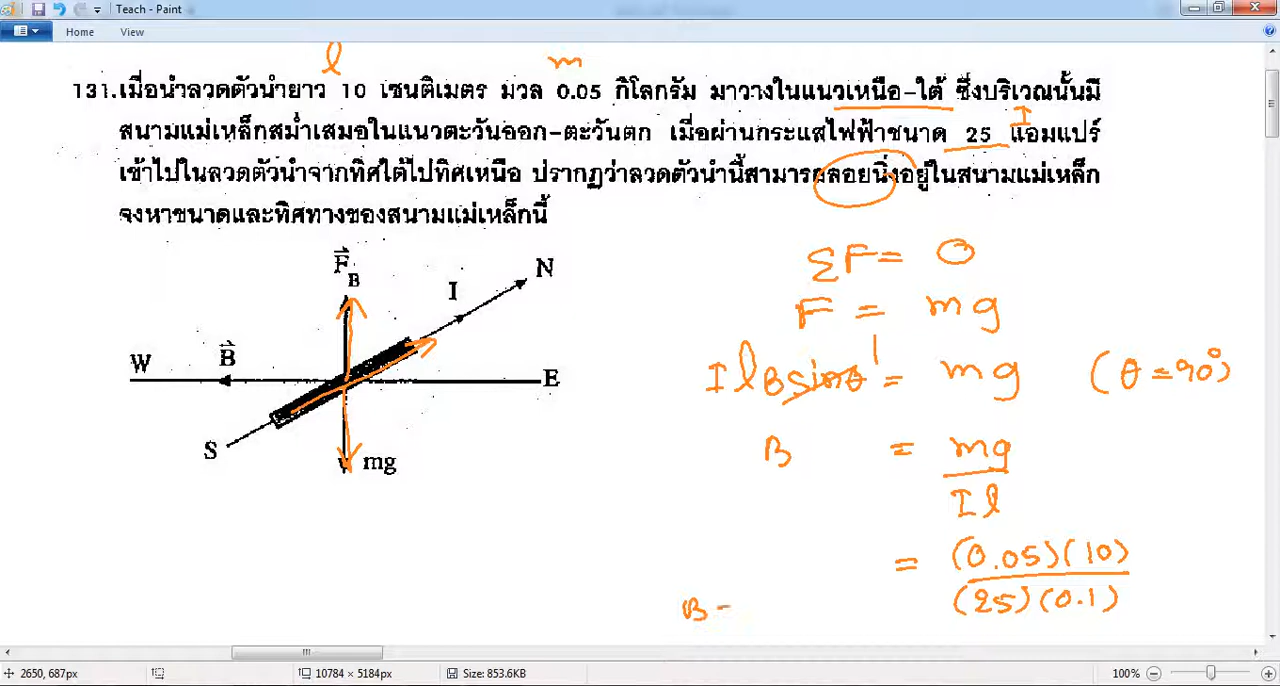 Teach - Paint
Home View
l m
131.เมื่อนำลวดตัวนำยาว 10 เซนติเมตร มวล 0.05 กิโลกรัม มาวางในแนวเหนือ-ใต้ ซึ่งบริเวณนั้นมี
I
สนามแม่เหล็กสม่ำเสมอในแนวตะวันออก-ตะวันตก เมื่อผ่านกระแสไฟฟ้าขนาด 25 แอมแปร์
เข้าไปในลวดตัวนำจากทิศใต้ไปทิศเหนือ ปรากฏว่าลวดตัวนำนี้สามารถลอยนิ่งอยู่ในสนามแม่เหล็ก
จงหาขนาดและทิศทางของสนามแม่เหล็กนี้
F⃗B
N
I
W
B⃗
E
S
mg
ΣF = 0
F = mg
IlBsinθ 1 = mg (θ = 90°)
B = mg
Il
= (0.05)(10)
(25)(0.1)
B =
2650, 687px
10784 × 5184px
Size: 853.6KB
100%